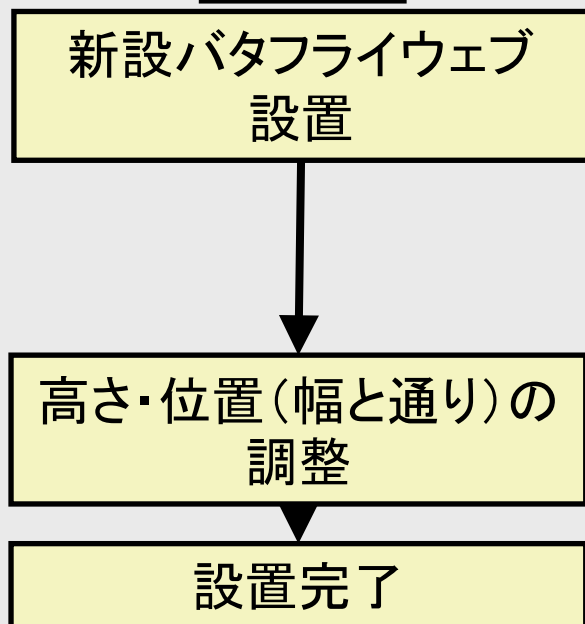 新設バタフライウェブ
設置
高さ・位置（幅と通り）の
調整
設置完了